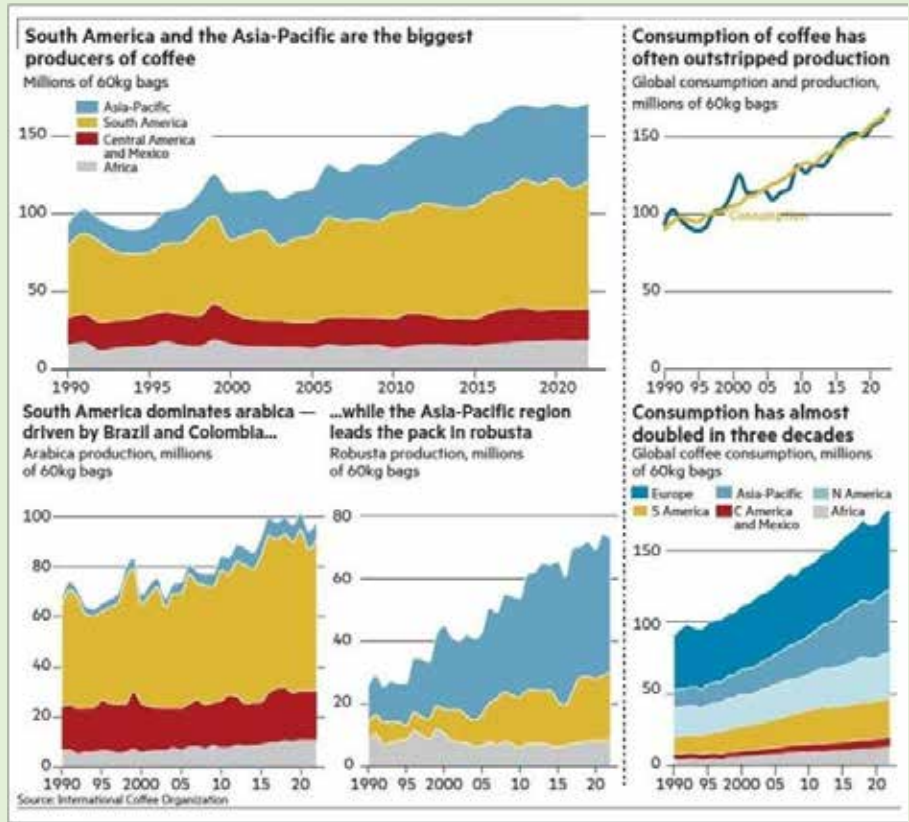 South America and the Asia-Pacific are the biggest
producers of coffee
Millions of 60kg bags
Asia-Pacific
South America
Central America
and Mexico
Africa
150
100
50
0
1990
1995
2000
2005
2010
2015
2020
Consumption of coffee has
often outstripped production
Global consumption and production,
millions of 60kg bags
150
100
Consumption
50
0
1990
95
2000
05
10
15
20
South America dominates arabica —
driven by Brazil and Colombia...
Arabica production, millions
of 60kg bags
100
80
60
40
20
0
1990
95
2000
05
10
15
20
...while the Asia-Pacific region
leads the pack in robusta
Robusta production, millions
of 60kg bags
80
60
40
20
0
1990
95
2000
05
10
15
20
Consumption has almost
doubled in three decades
Global coffee consumption, millions
of 60kg bags
Europe
Asia-Pacific
N America
S America
C America
and Mexico
Africa
150
100
50
0
1990
95
2000
05
10
15
20
Source: International Coffee Organization